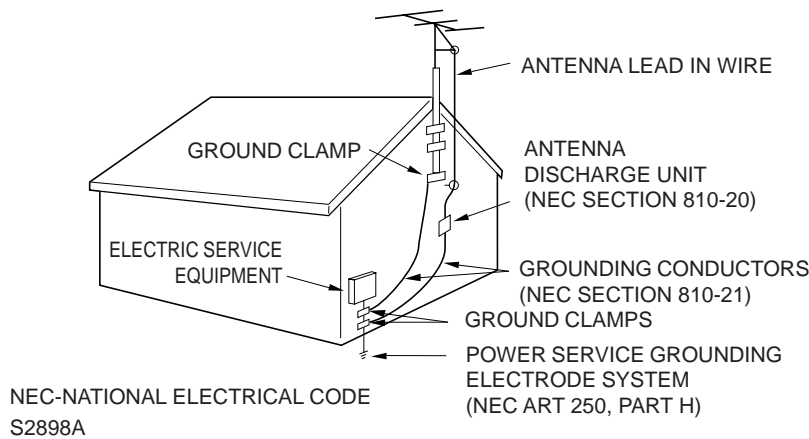 ANTENNA LEAD IN WIRE
GROUND CLAMP
ANTENNA
DISCHARGE UNIT
(NEC SECTION 810-20)
ELECTRIC SERVICE
EQUIPMENT
GROUNDING CONDUCTORS
(NEC SECTION 810-21)
GROUND CLAMPS
POWER SERVICE GROUNDING
ELECTRODE SYSTEM
(NEC ART 250, PART H)
NEC-NATIONAL ELECTRICAL CODE
S2898A